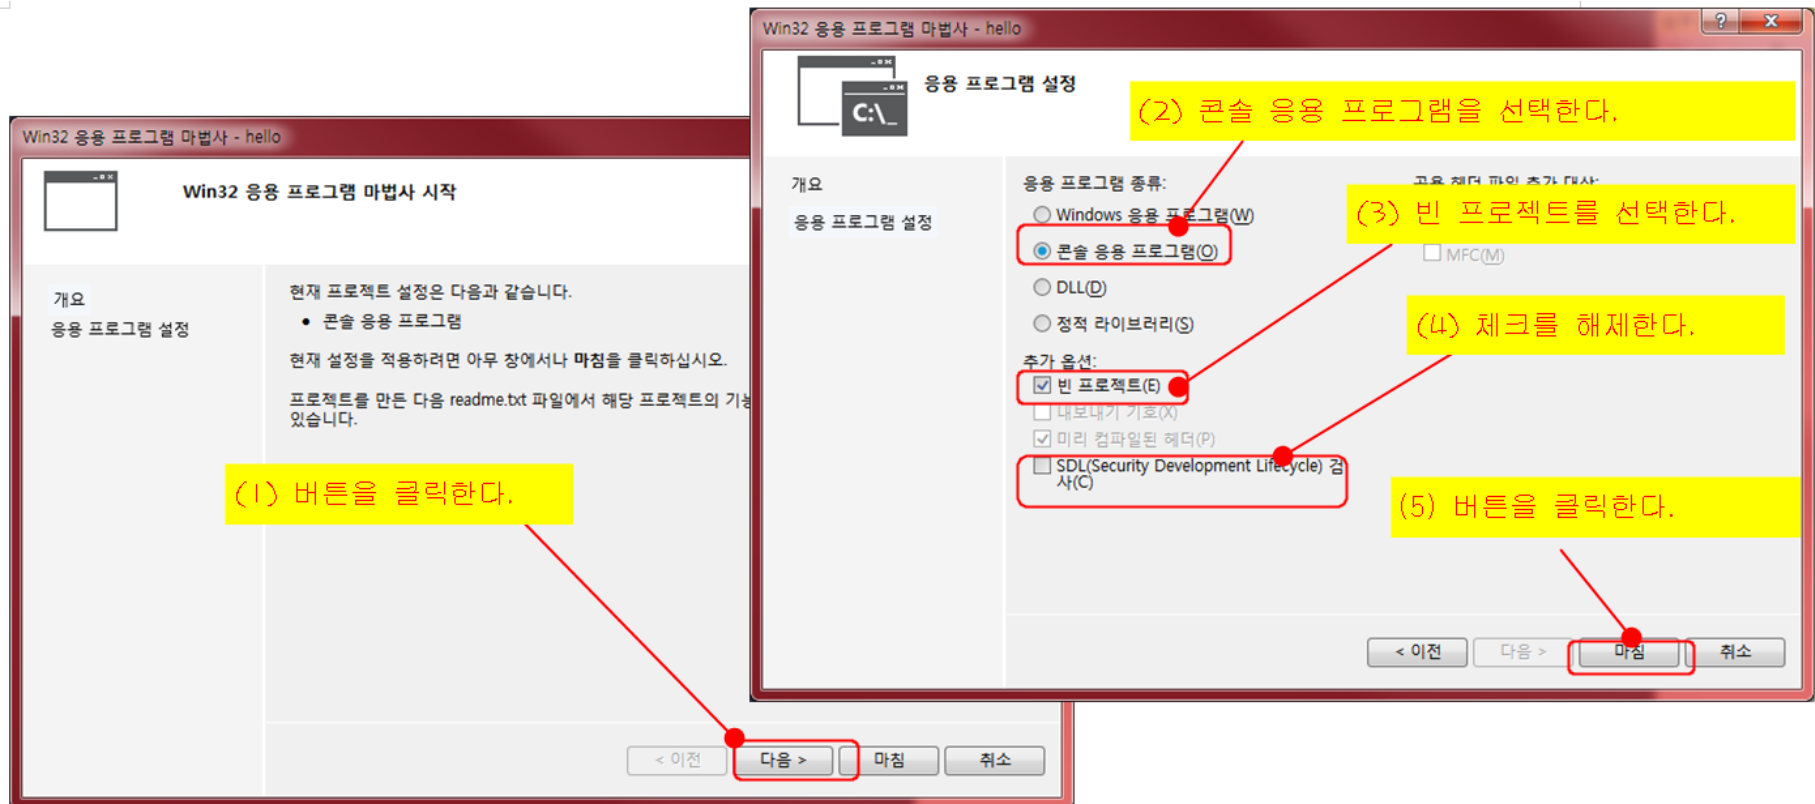 Win32 응용 프로그램 마법사 - hello
Win32 응용 프로그램 마법사 시작
개요
응용 프로그램 설정
현재 프로젝트 설정은 다음과 같습니다.
• 콘솔 응용 프로그램
현재 설정을 적용하려면 아무 창에서나 마침을 클릭하십시오.
프로젝트를 만든 다음 readme.txt 파일에서 해당 프로젝트의
있습니다.
(1) 버튼을 클릭한다.
< 이전
다음 >
마침
취소
Win32 응용 프로그램 마법사 - hello
C:\_
응용 프로그램 설정
(2) 콘솔 응용 프로그램을 선택한다.
개요
응용 프로그램 설정
응용 프로그램 종류:
공용 헤더 파일 추가 대상:
Windows 응용 프로그램(W)
(3) 빈 프로젝트를 선택한다.
콘솔 응용 프로그램(O)
MFC(M)
DLL(D)
정적 라이브러리(S)
(4) 체크를 해제한다.
추가 옵션:
빈 프로젝트(E)
내보내기 기호(X)
미리 컴파일된 헤더(P)
SDL(Security Development Lifecycle) 검
사(C)
(5) 버튼을 클릭한다.
< 이전
다음 >
마침
취소